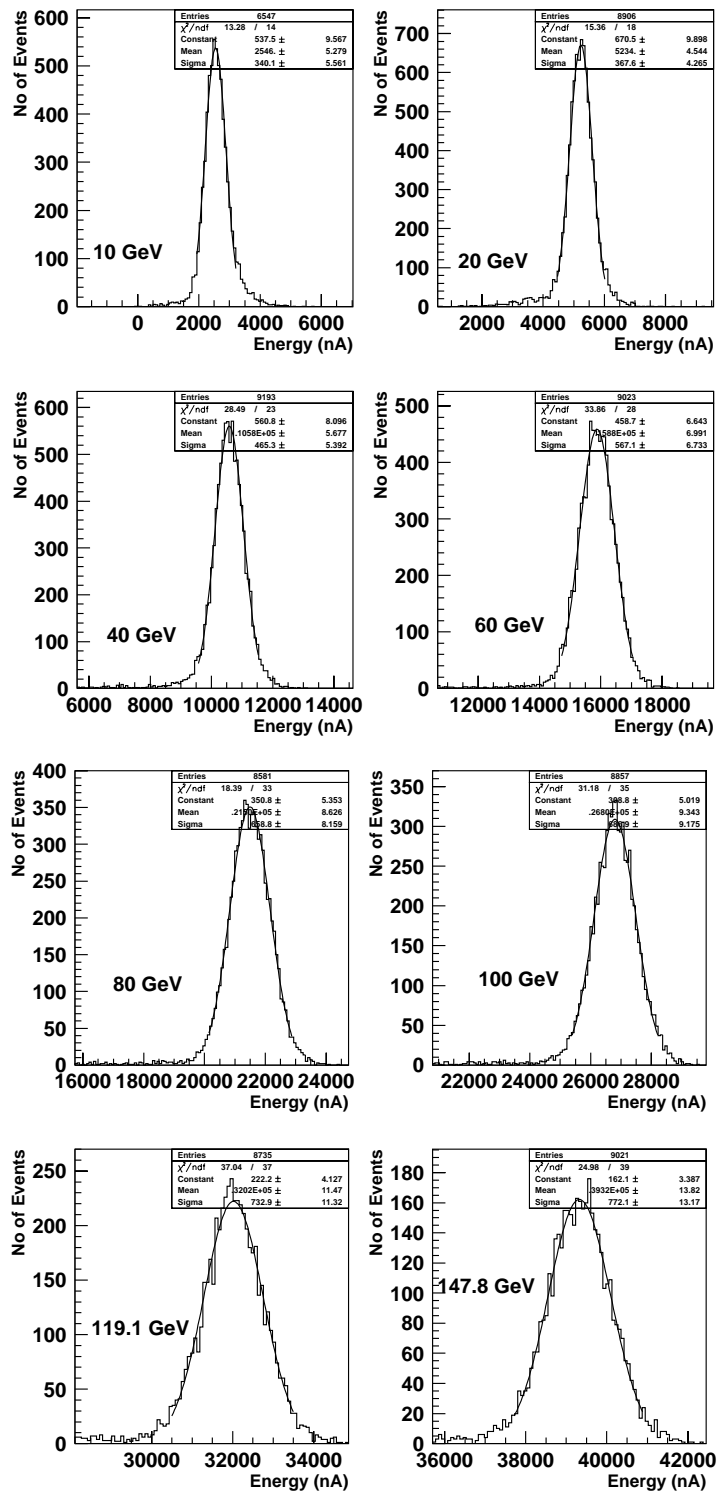 Entries 6547
χ²/ndf 13.28 / 14
Constant 537.5 ± 9.567
Mean 2546. ± 5.279
Sigma 340.1 ± 5.561
No of Events
600
500
400
300
200
100
0
10 GeV
0 2000 4000 6000
Energy (nA)
Entries 8906
χ²/ndf 15.36 / 18
Constant 670.5 ± 9.898
Mean 5234. ± 4.544
Sigma 367.6 ± 4.265
No of Events
700
600
500
400
300
200
100
0
20 GeV
2000 4000 6000 8000
Energy (nA)
Entries 9193
χ²/ndf 28.49 / 23
Constant 560.8 ± 8.096
Mean .1058E+05 ± 5.677
Sigma 465.3 ± 5.392
No of Events
600
500
400
300
200
100
0
40 GeV
6000 8000 10000 12000 14000
Energy (nA)
Entries 9023
χ²/ndf 33.86 / 28
Constant 458.7 ± 6.643
Mean ± 6.991
Sigma 567.1 ± 6.733
No of Events
500
400
300
200
100
0
60 GeV
12000 14000 16000 18000
Energy (nA)
Entries 8581
χ²/ndf 18.39 / 33
Constant 350.8 ± 5.353
Mean ± 8.626
Sigma ± 8.159
No of Events
400
350
300
250
200
150
100
50
0
80 GeV
16000 18000 20000 22000 24000
Energy (nA)
Entries 8857
χ²/ndf 31.18 / 35
Constant ± 5.019
Mean ± 9.343
Sigma ± 9.175
No of Events
350
300
250
200
150
100
50
0
100 GeV
22000 24000 26000 28000
Energy (nA)
Entries 8735
χ²/ndf 37.04 / 37
Constant 222.2 ± 4.127
Mean .3202E+05 ± 11.47
Sigma 732.9 ± 11.32
No of Events
250
200
150
100
50
0
119.1 GeV
30000 32000 34000
Energy (nA)
Entries 9021
χ²/ndf 24.98 / 39
Constant 162.1 ± 3.387
Mean .3932E+05 ± 13.82
Sigma 772.1 ± 13.17
No of Events
180
160
140
120
100
80
60
40
20
0
147.8 GeV
36000 38000 40000 42000
Energy (nA)